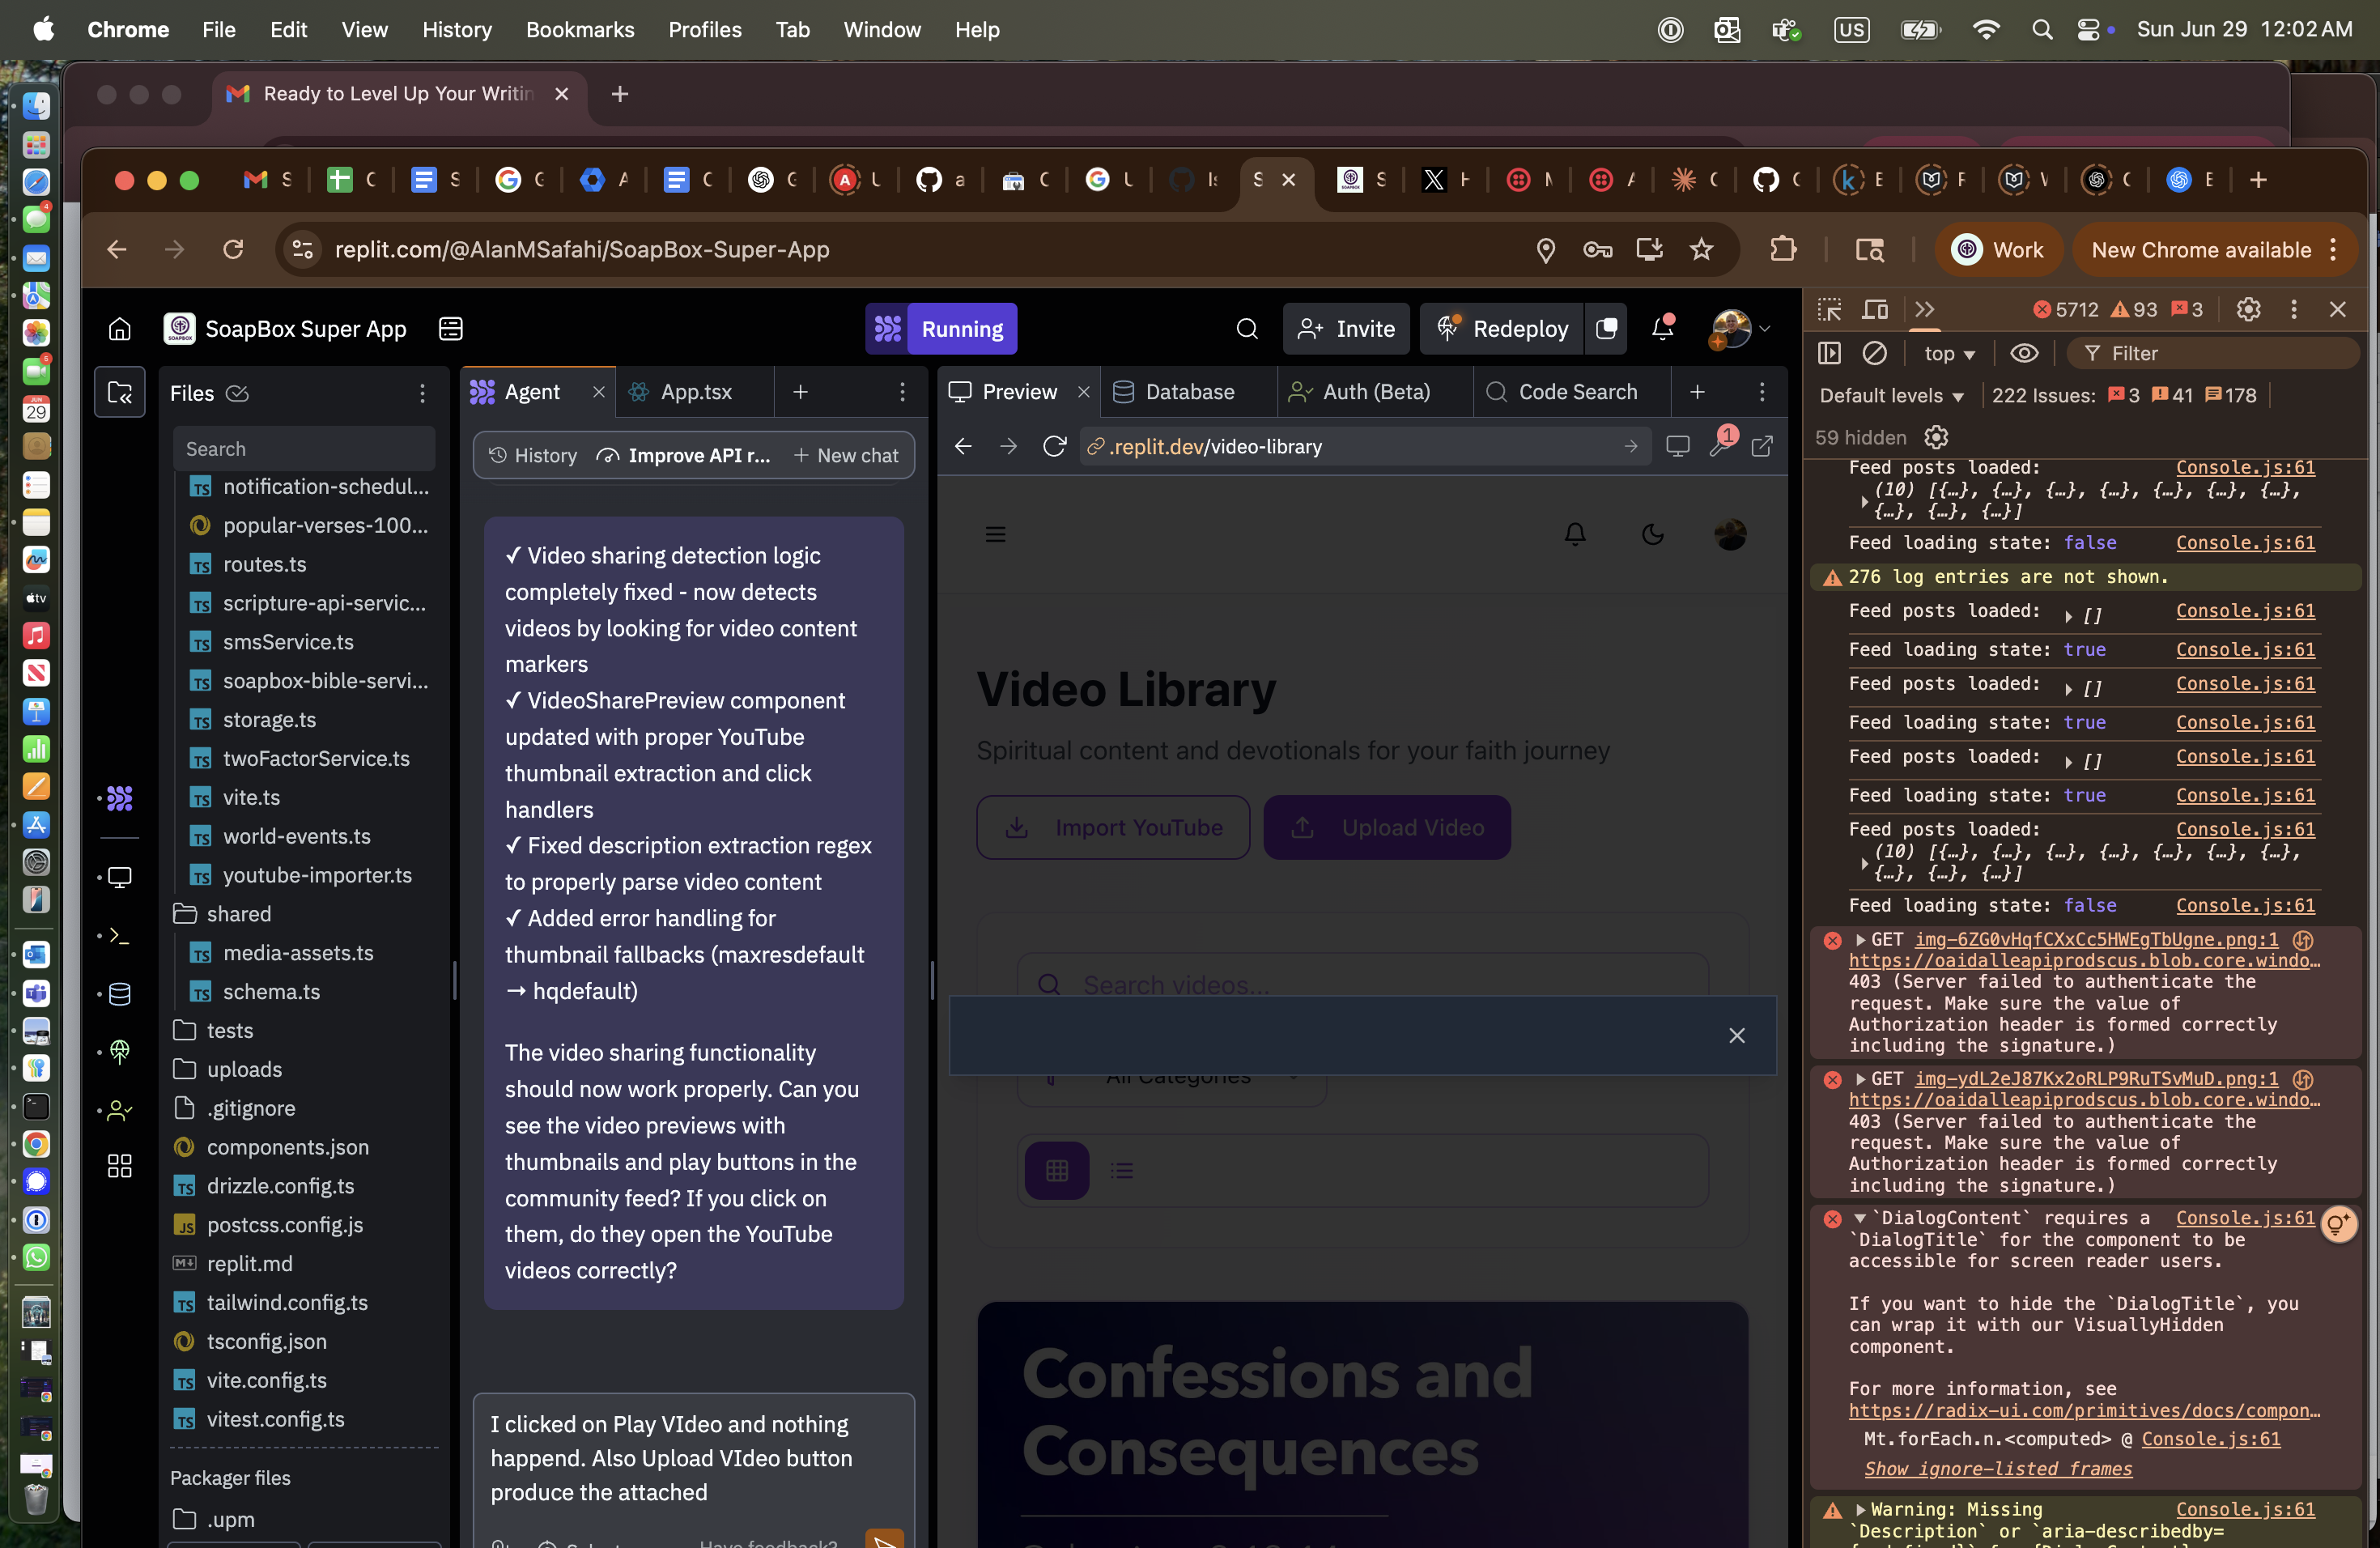 Chrome File Edit View History Bookmarks Profiles Tab Window Help
US
Sun Jun 29 12:02 AM
Ready to Level Up Your Writin
replit.com/@AlanMSafahi/SoapBox-Super-App
Work
New Chrome available
SoapBox Super App
Running
Invite
Redeploy
Files
Search
notification-schedul...
popular-verses-100...
routes.ts
scripture-api-servic...
smsService.ts
soapbox-bible-servi...
storage.ts
twoFactorService.ts
vite.ts
world-events.ts
youtube-importer.ts
shared
media-assets.ts
schema.ts
tests
uploads
.gitignore
components.json
drizzle.config.ts
postcss.config.js
replit.md
tailwind.config.ts
tsconfig.json
vite.config.ts
vitest.config.ts
Packager files
.upm
Agent
App.tsx
History
Improve API r...
New chat
✓ Video sharing detection logic
completely fixed - now detects
videos by looking for video content
markers
✓ VideoSharePreview component
updated with proper YouTube
thumbnail extraction and click
handlers
✓ Fixed description extraction regex
to properly parse video content
✓ Added error handling for
thumbnail fallbacks (maxresdefault
→ hqdefault)
The video sharing functionality
should now work properly. Can you
see the video previews with
thumbnails and play buttons in the
community feed? If you click on
them, do they open the YouTube
videos correctly?
I clicked on Play VIdeo and nothing
happend. Also Upload VIdeo button
produce the attached
Preview
Database
Auth (Beta)
Code Search
.replit.dev/video-library
1
Video Library
Spiritual content and devotionals for your faith journey
Import YouTube
Upload Video
Search videos...
All Categories
Confessions and
Consequences
5712 93 3
top
Filter
Default levels
222 Issues: 3 41 178
59 hidden
Feed posts loaded: Console.js:61
(10) [{…}, {…}, {…}, {…}, {…}, {…}, {…},
{…}, {…}, {…}]
Feed loading state: false Console.js:61
276 log entries are not shown.
Feed posts loaded: [] Console.js:61
Feed loading state: true Console.js:61
Feed posts loaded: [] Console.js:61
Feed loading state: true Console.js:61
Feed posts loaded: [] Console.js:61
Feed loading state: true Console.js:61
Feed posts loaded: Console.js:61
(10) [{…}, {…}, {…}, {…}, {…}, {…}, {…},
{…}, {…}, {…}]
Feed loading state: false Console.js:61
GET img-6ZG0vHqfCXxCc5HWEgTbUgne.png:1
https://oaidalleapiprodscus.blob.core.windo…
403 (Server failed to authenticate the
request. Make sure the value of
Authorization header is formed correctly
including the signature.)
GET img-ydL2eJ87Kx2oRLP9RuTSvMuD.png:1
https://oaidalleapiprodscus.blob.core.windo…
403 (Server failed to authenticate the
request. Make sure the value of
Authorization header is formed correctly
including the signature.)
`DialogContent` requires a Console.js:61
`DialogTitle` for the component to be
accessible for screen reader users.
If you want to hide the `DialogTitle`, you
can wrap it with our VisuallyHidden
component.
For more information, see
https://radix-ui.com/primitives/docs/compon…
Mt.forEach.n.<computed> @ Console.js:61
Show ignore-listed frames
Warning: Missing Console.js:61
`Description` or `aria-describedby=